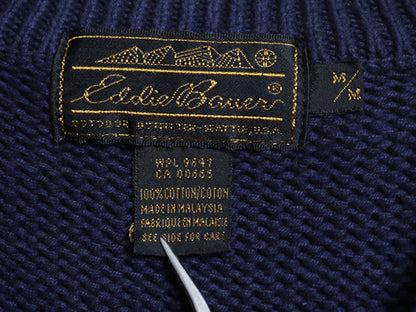 Eddie Bauer®
OUTDOOR OUTFITTER-SEATTLE, U.S.A.
M/M
WPL 9647
CA 00665
100% COTTON/COTON
MADE IN MALAYSIA
FABRIQUE EN MALAISIE
SEE SIDE FOR CARE